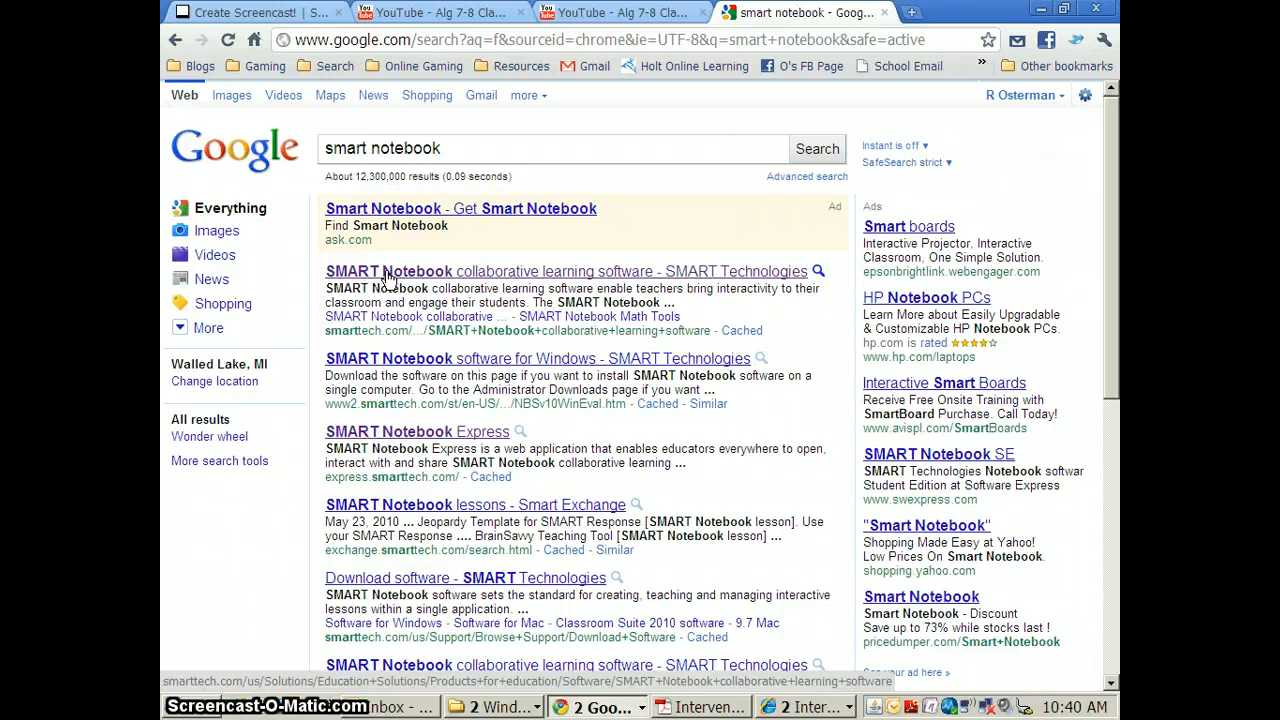 Create Screencast! | S...
YouTube - Alg 7-8 Cla...
YouTube - Alg 7-8 Cla...
smart notebook - Goog...
www.google.com/search?aq=f&sourceid=chrome&ie=UTF-8&q=smart+notebook&safe=active
Blogs Gaming Search Online Gaming Resources Gmail Holt Online Learning O's FB Page School Email » Other bookmarks
Web Images Videos Maps News Shopping Gmail more R Osterman
Google
smart notebook
Search
Instant is off
SafeSearch strict
About 12,300,000 results (0.09 seconds)
Advanced search
Everything
Images
Videos
News
Shopping
More
Walled Lake, MI
Change location
All results
Wonder wheel
More search tools
Smart Notebook - Get Smart Notebook
Ad
Find Smart Notebook
ask.com
SMART Notebook collaborative learning software - SMART Technologies
SMART Notebook collaborative learning software enable teachers bring interactivity to their
classroom and engage their students. The SMART Notebook ...
SMART Notebook collaborative ... - SMART Notebook Math Tools
smarttech.com/.../SMART+Notebook+collaborative+learning+software - Cached
SMART Notebook software for Windows - SMART Technologies
Download the software on this page if you want to install SMART Notebook software on a
single computer. Go to the Administrator Downloads page if you want ...
www2.smarttech.com/st/en-US/.../NBSv10WinEval.htm - Cached - Similar
SMART Notebook Express
SMART Notebook Express is a web application that enables educators everywhere to open,
interact with and share SMART Notebook collaborative learning ...
express.smarttech.com/ - Cached
SMART Notebook lessons - Smart Exchange
May 23, 2010 ... Jeopardy Template for SMART Response [SMART Notebook lesson]. Use
your SMART Response .... BrainSavvy Teaching Tool [SMART Notebook lesson] ...
exchange.smarttech.com/search.html - Cached - Similar
Download software - SMART Technologies
SMART Notebook software sets the standard for creating, teaching and managing interactive
lessons within a single application. ...
Software for Windows - Software for Mac - Classroom Suite 2010 software - 9.7 Mac
smarttech.com/us/Support/Browse+Support/Download+Software - Cached
SMART Notebook collaborative learning software - SMART Technologies
Ads
Smart boards
Interactive Projector, Interactive
Classroom, One Simple Solution.
epsonbrightlink.webengager.com
HP Notebook PCs
Learn More about Easily Upgradable
& Customizable HP Notebook PCs.
hp.com is rated
www.hp.com/laptops
Interactive Smart Boards
Receive Free Onsite Training with
SmartBoard Purchase. Call Today!
www.avispl.com/SmartBoards
SMART Notebook SE
SMART Technologies Notebook softwar
Student Edition at Software Express
www.swexpress.com
"Smart Notebook"
Shopping Made Easy at Yahoo!
Low Prices On Smart Notebook.
shopping.yahoo.com
Smart Notebook
Smart Notebook - Discount
Save up to 73% while stocks last !
pricedumper.com/Smart+Notebook
See your ad here »
smarttech.com/us/Solutions/Education+Solutions/Products+for+education/Software/SMART+Notebook+collaborative+learning+software
Screencast-O-Matic.com
Inbox ... 2 Wind... 2 Goo... Interven... 2 Inter... 10:40 AM